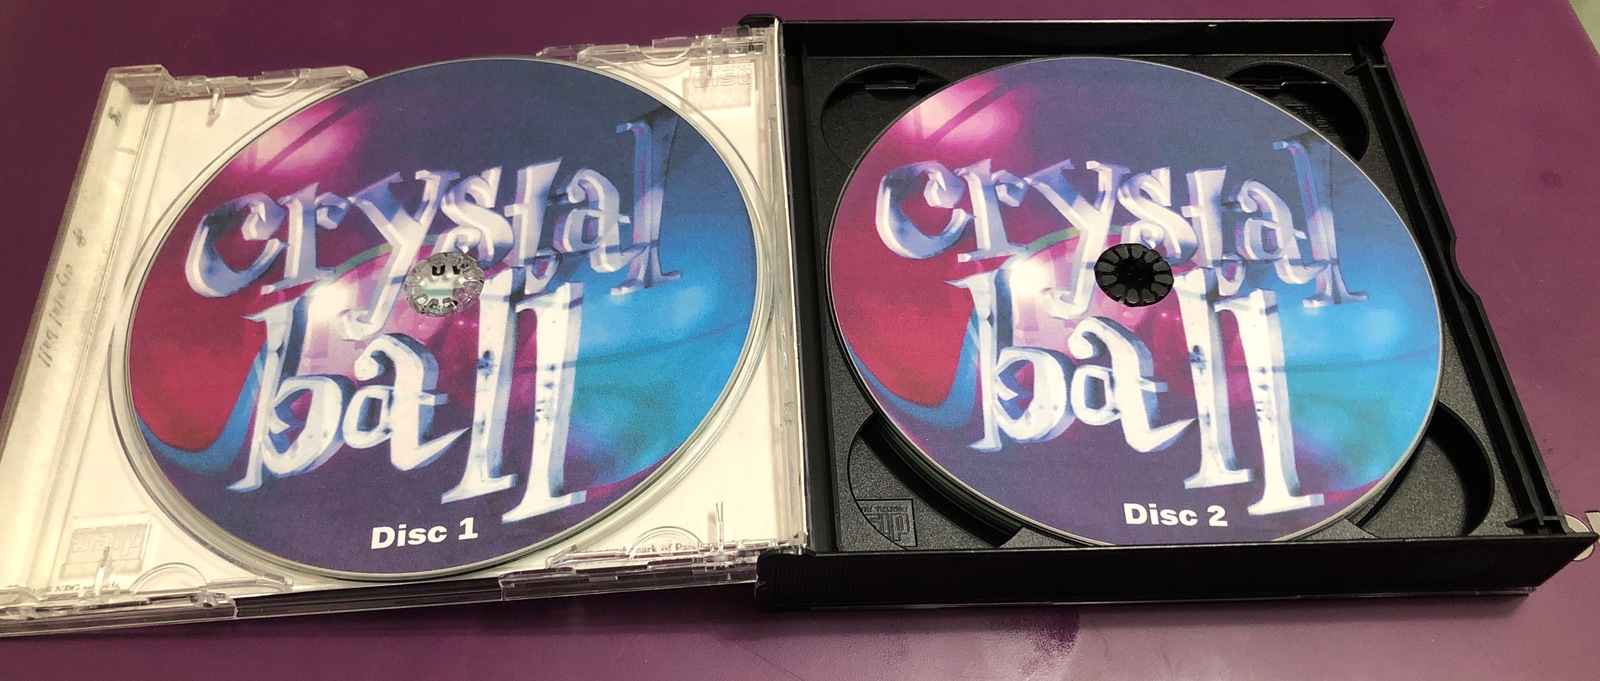 crystal
ball
Disc 1
crystal
ball
Disc 2